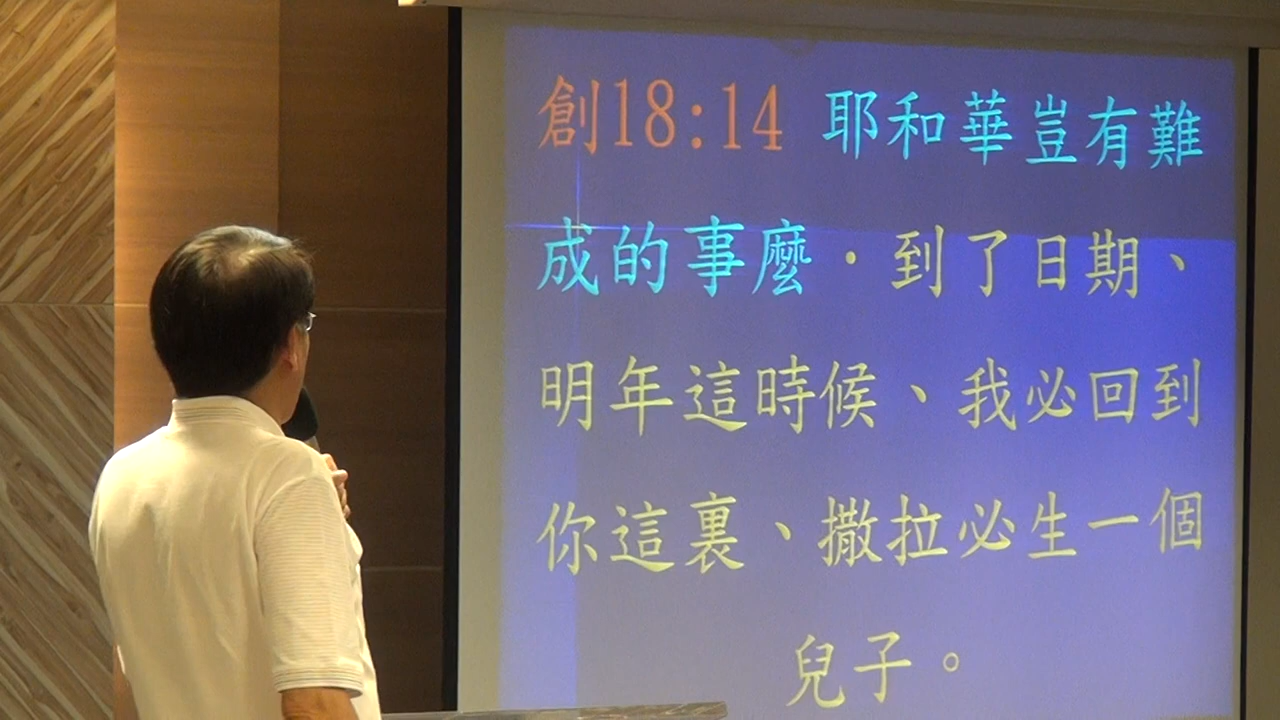 創18:14 耶和華豈有難
成的事麼．到了日期、
明年這時候、我必回到
你這裏、撒拉必生一個
兒子。